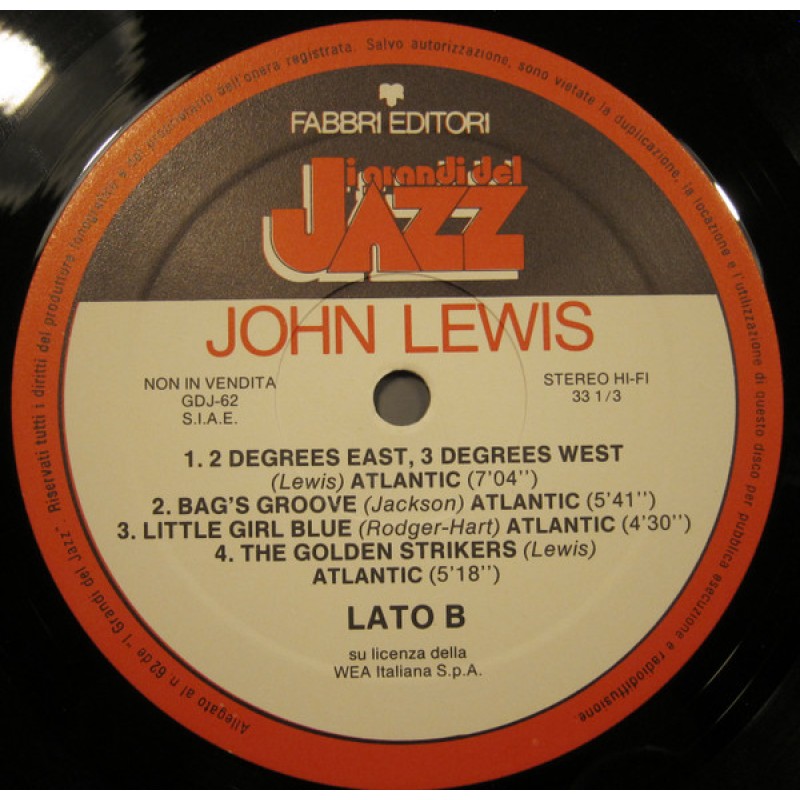 FABBRI EDITORI
i grandi del
JAZZ
JOHN LEWIS
NON IN VENDITA
GDJ-62
S.I.A.E.
STEREO HI-FI
33 1/3
1. 2 DEGREES EAST, 3 DEGREES WEST
(Lewis) ATLANTIC (7'04")
2. BAG'S GROOVE (Jackson) ATLANTIC (5'41")
3. LITTLE GIRL BLUE (Rodger-Hart) ATLANTIC (4'30")
4. THE GOLDEN STRIKERS (Lewis)
ATLANTIC (5'18")
LATO B
su licenza della
WEA Italiana S.p.A.
Allegato al n. 62 de "I Grandi del Jazz". Riservati tutti i diritti del produttore fonografico e del proprietario dell'opera registrata. Salvo autorizzazione, sono vietate la duplicazione, la locazione e l'utilizzazione di questo disco per pubblica esecuzione e radiodiffusione.